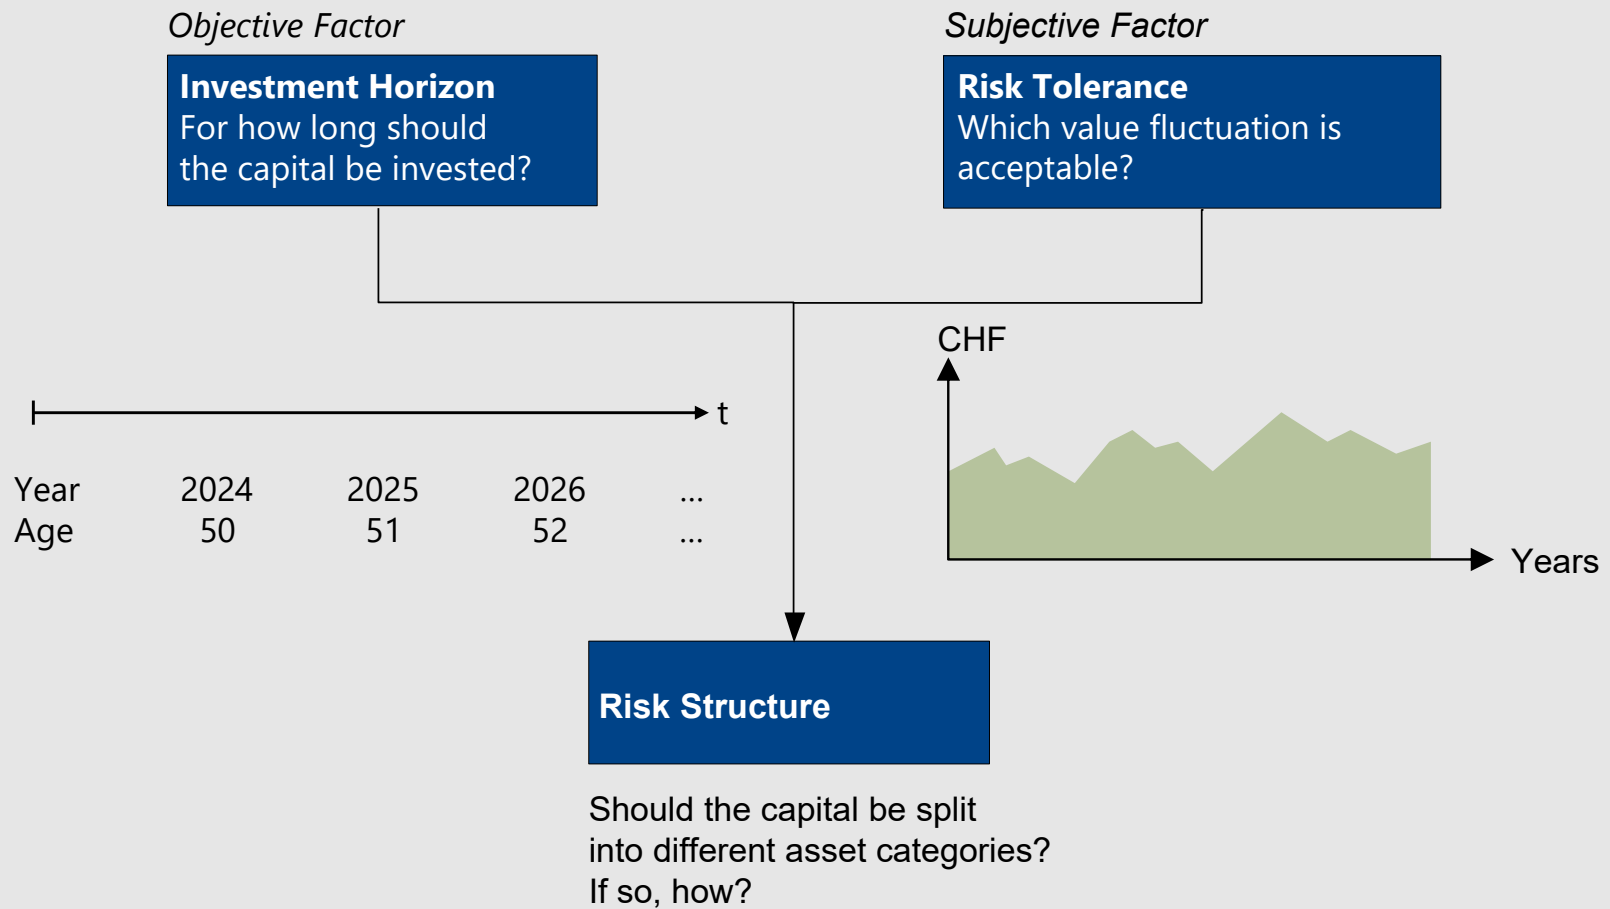 Objective Factor
Investment Horizon
For how long should
the capital be invested?
Subjective Factor
Risk Tolerance
Which value fluctuation is
acceptable?
t
Year 2024 2025 2026 ...
Age 50 51 52 ...
CHF
Years
Risk Structure
Should the capital be split
into different asset categories?
If so, how?